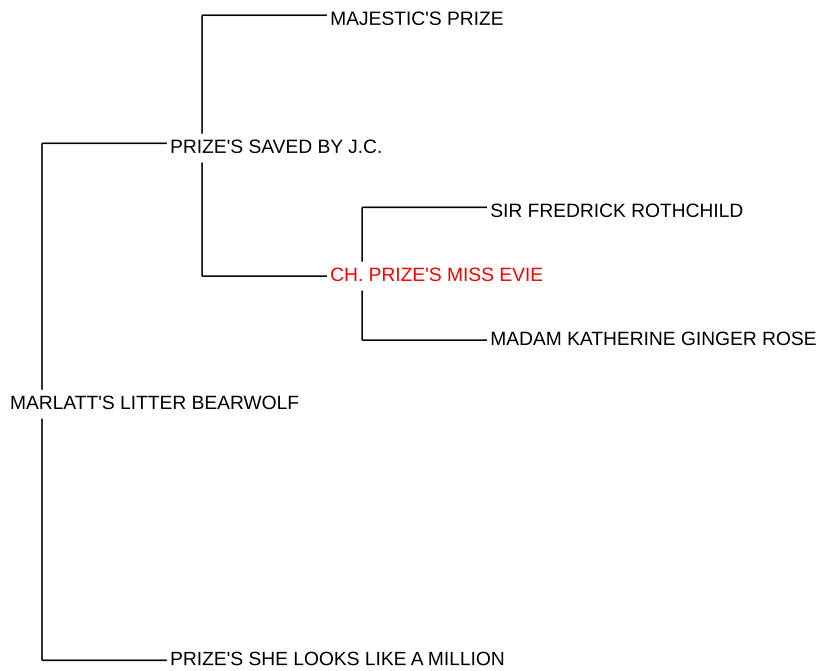 MAJESTIC'S PRIZE
PRIZE'S SAVED BY J.C.
SIR FREDRICK ROTHCHILD
CH. PRIZE'S MISS EVIE
MADAM KATHERINE GINGER ROSE
MARLATT'S LITTER BEARWOLF
PRIZE'S SHE LOOKS LIKE A MILLION